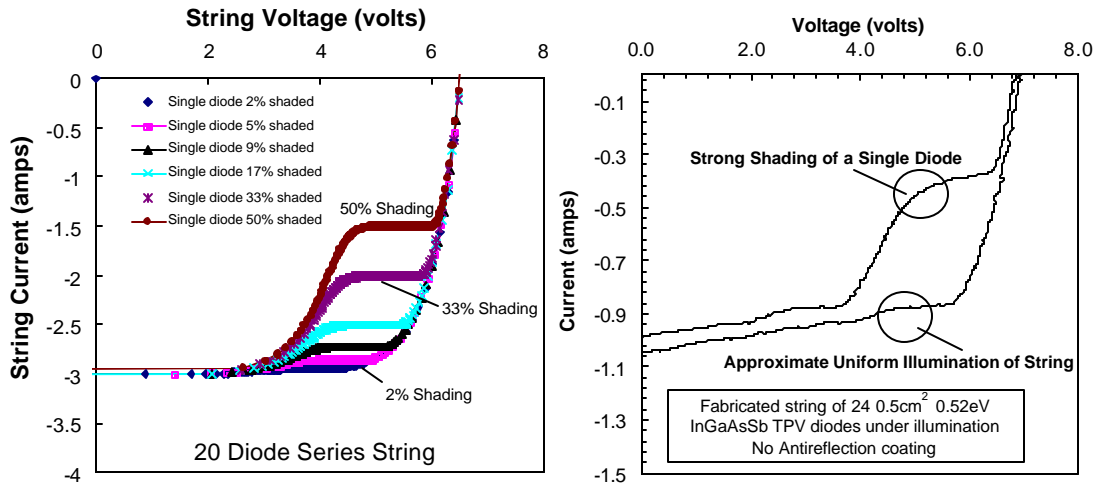 String Voltage (volts)
0 2 4 6 8
0
-0.5
-1
-1.5
-2
-2.5
-3
-3.5
-4
String Current (amps)
Single diode 2% shaded
Single diode 5% shaded
Single diode 9% shaded
Single diode 17% shaded
Single diode 33% shaded
Single diode 50% shaded
50% Shading
33% Shading
2% Shading
20 Diode Series String
Voltage (volts)
0.0 2.0 4.0 6.0 8.0
-0.1
-0.3
-0.5
-0.7
-0.9
-1.1
-1.3
-1.5
Current (amps)
Strong Shading of a Single Diode
Approximate Uniform Illumination of String
Fabricated string of 24 0.5cm² 0.52eV
InGaAsSb TPV diodes under illumination
No Antireflection coating